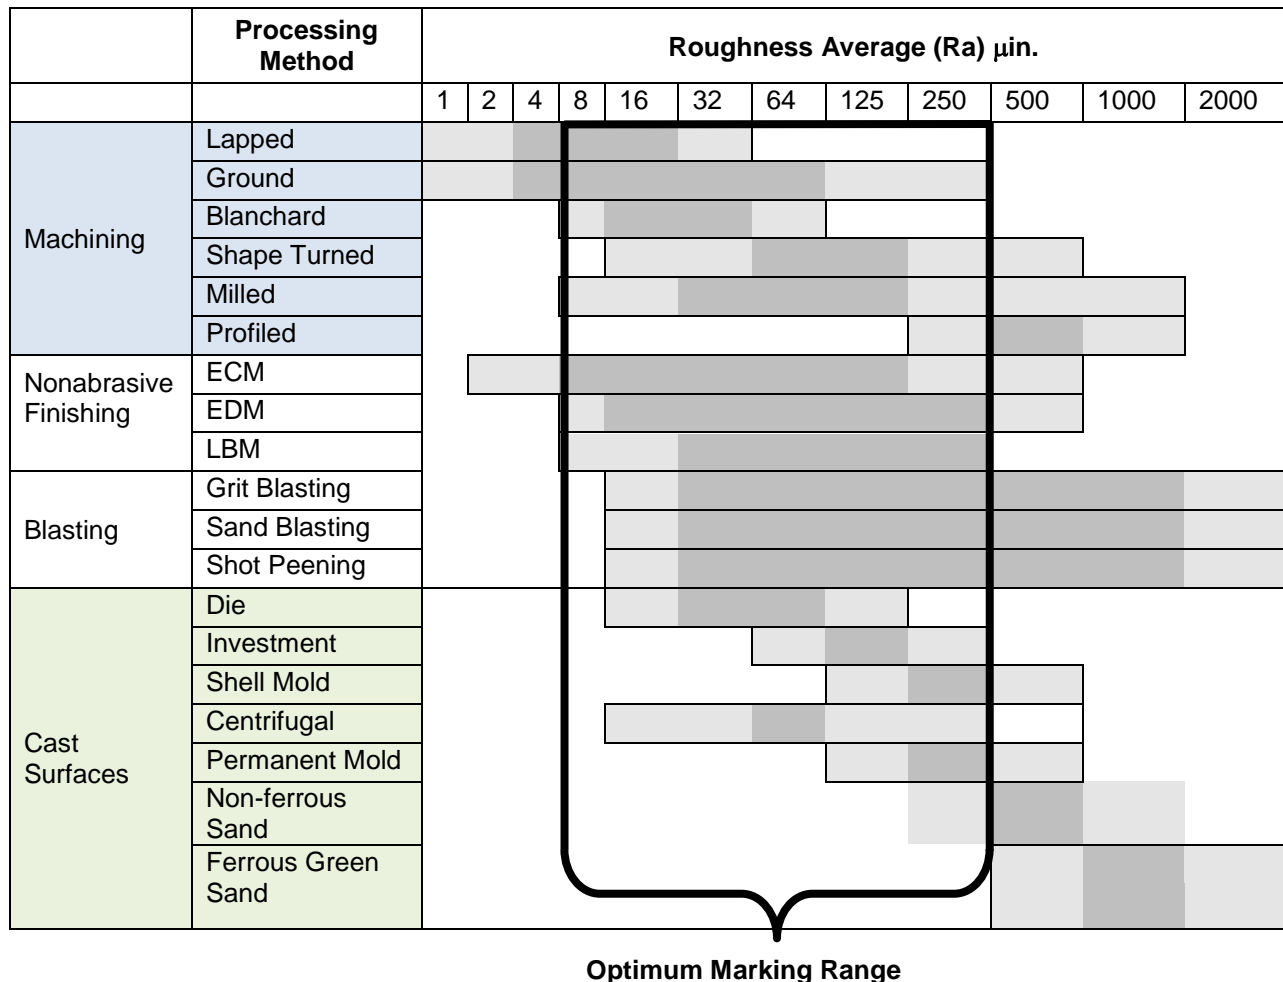 Processing
Method
Roughness Average (Ra) μin.
1 2 4 8 16 32 64 125 250 500 1000 2000
Machining
Lapped
Ground
Blanchard
Shape Turned
Milled
Profiled
Nonabrasive
Finishing
ECM
EDM
LBM
Blasting
Grit Blasting
Sand Blasting
Shot Peening
Cast
Surfaces
Die
Investment
Shell Mold
Centrifugal
Permanent Mold
Non-ferrous
Sand
Ferrous Green
Sand
Optimum Marking Range